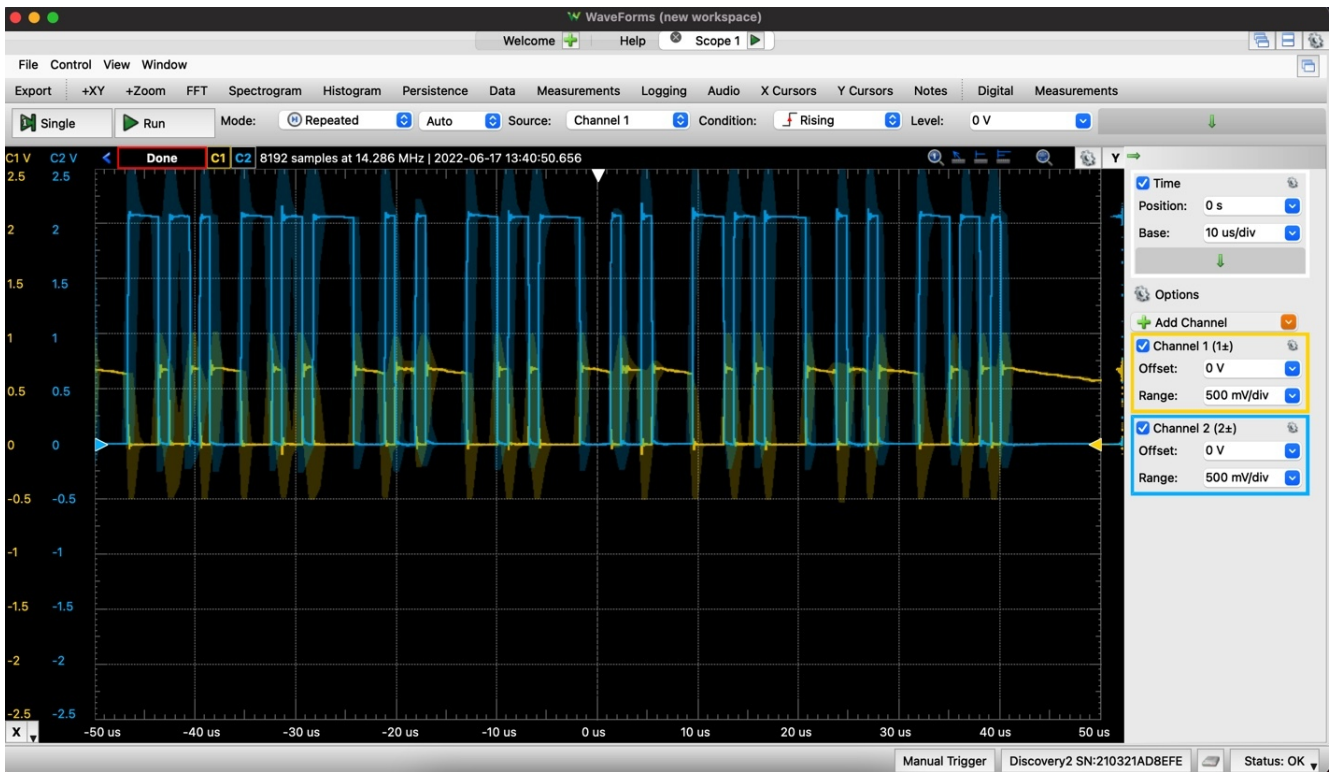 WaveForms (new workspace)
Welcome Help Scope 1
File Control View Window
Export +XY +Zoom FFT Spectrogram Histogram Persistence Data Measurements Logging Audio X Cursors Y Cursors Notes Digital Measurements
Single Run Mode: Repeated Auto Source: Channel 1 Condition: Rising Level: 0 V
C1 V C2 V Done C1 C2 8192 samples at 14.286 MHz | 2022-06-17 13:40:50.656 Y
2.5 2.5
2 2
1.5 1.5
1 1
0.5 0.5
0 0
-0.5 -0.5
-1 -1
-1.5 -1.5
-2 -2
-2.5 -2.5
X -50 us -40 us -30 us -20 us -10 us 0 us 10 us 20 us 30 us 40 us 50 us
Time
Position: 0 s
Base: 10 us/div
Options
Add Channel
Channel 1 (1±)
Offset: 0 V
Range: 500 mV/div
Channel 2 (2±)
Offset: 0 V
Range: 500 mV/div
Manual Trigger Discovery2 SN:210321AD8EFE Status: OK